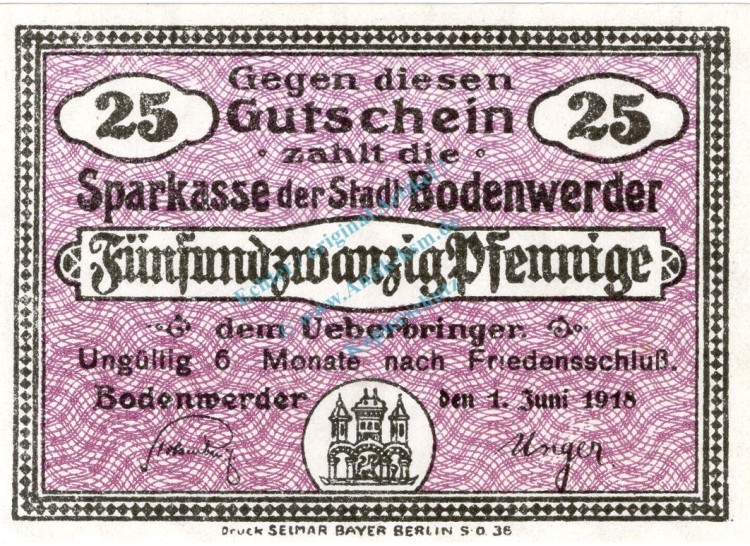 25
25
Gegen diesen
Gutschein
zahlt die
Sparkasse der Stadt Bodenwerder
Fünfundzwanzig Pfennige
dem Ueberbringer.
Ungültig 6 Monate nach Friedensschluß.
Bodenwerder den 1. Juni 1918
Unger
Druck SELMAR BAYER BERLIN S.O. 36